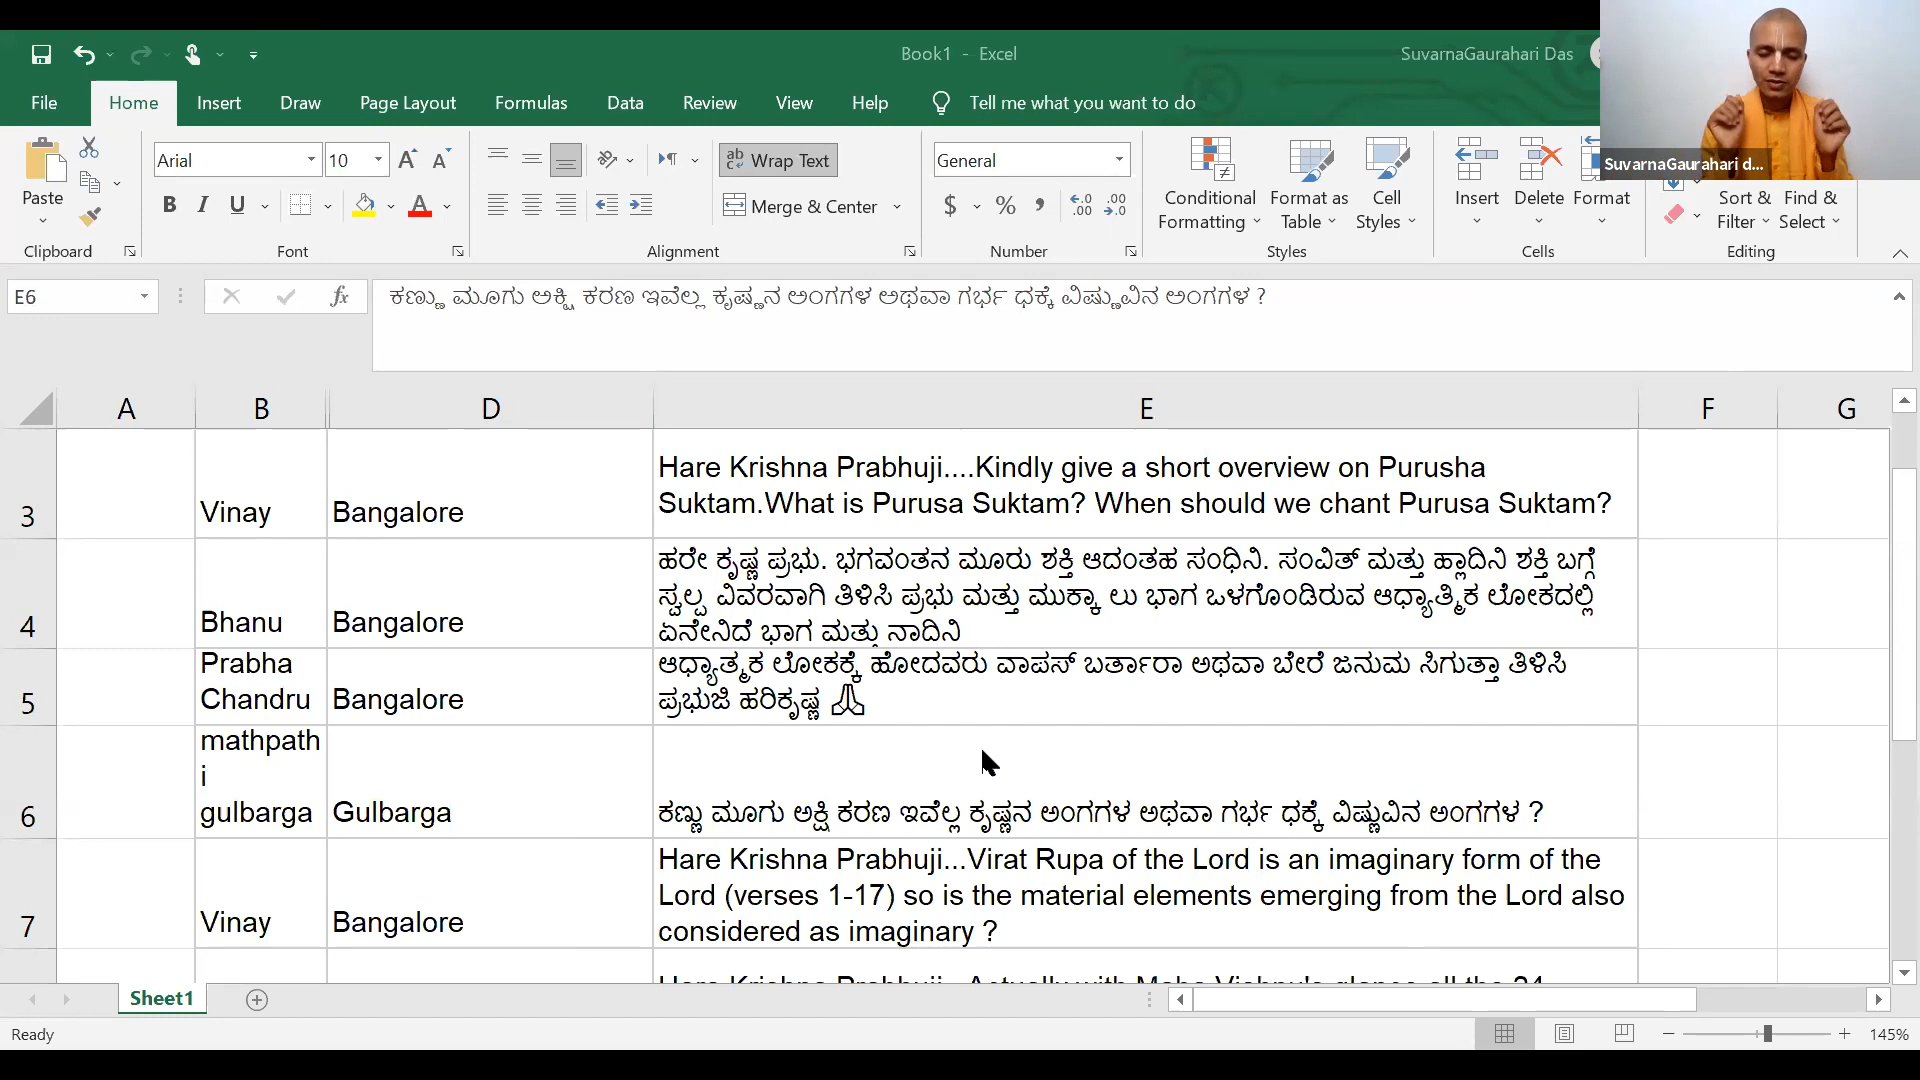 Book1 - Excel
SuvarnaGaurahari Das
File Home Insert Draw Page Layout Formulas Data Review View Help Tell me what you want to do
SuvarnaGaurahari d...
Arial 10 Wrap Text General
Paste B I U Merge & Center $ % Conditional Formatting Format as Table Cell Styles Insert Delete Format Sort & Filter Find & Select
Clipboard Font Alignment Number Styles Cells Editing
E6 fx ಕಣ್ಣು ಮೂಗು ಅಕ್ಷಿ ಕರಣ ಇವೆಲ್ಲ ಕೃಷ್ಣನ ಅಂಗಗಳ ಅಥವಾ ಗರ್ಭ ಧಕ್ಕೆ ವಿಷ್ಣುವಿನ ಅಂಗಗಳ ?
A B D E F G
Hare Krishna Prabhuji....Kindly give a short overview on Purusha
Suktam.What is Purusa Suktam? When should we chant Purusa Suktam?
3 Vinay Bangalore
ಹರೇ ಕೃಷ್ಣ ಪ್ರಭು. ಭಗವಂತನ ಮೂರು ಶಕ್ತಿ ಆದಂತಹ ಸಂಧಿನಿ. ಸಂವಿತ್ ಮತ್ತು ಹ್ಲಾದಿನಿ ಶಕ್ತಿ ಬಗ್ಗೆ
ಸ್ವಲ್ಪ ವಿವರವಾಗಿ ತಿಳಿಸಿ ಪ್ರಭು ಮತ್ತು ಮುಕ್ಕಾ ಲು ಭಾಗ ಒಳಗೊಂಡಿರುವ ಆಧ್ಯಾತ್ಮಿಕ ಲೋಕದಲ್ಲಿ
ಏನೇನಿದೆ ಭಾಗ ಮತ್ತು ನಾದಿನಿ
4 Bhanu Bangalore
Prabha
Chandru
5 Bangalore
ಆಧ್ಯಾತ್ಮಕ ಲೋಕಕ್ಕೆ ಹೋದವರು ವಾಪಸ್ ಬರ್ತಾರಾ ಅಥವಾ ಬೇರೆ ಜನುಮ ಸಿಗುತ್ತಾ ತಿಳಿಸಿ
ಪ್ರಭುಜಿ ಹರಿಕೃಷ್ಣ 🙏
mathpath
i
gulbarga
6 Gulbarga
ಕಣ್ಣು ಮೂಗು ಅಕ್ಷಿ ಕರಣ ಇವೆಲ್ಲ ಕೃಷ್ಣನ ಅಂಗಗಳ ಅಥವಾ ಗರ್ಭ ಧಕ್ಕೆ ವಿಷ್ಣುವಿನ ಅಂಗಗಳ ?
Hare Krishna Prabhuji...Virat Rupa of the Lord is an imaginary form of the
Lord (verses 1-17) so is the material elements emerging from the Lord also
considered as imaginary ?
7 Vinay Bangalore
Sheet1
Ready 145%